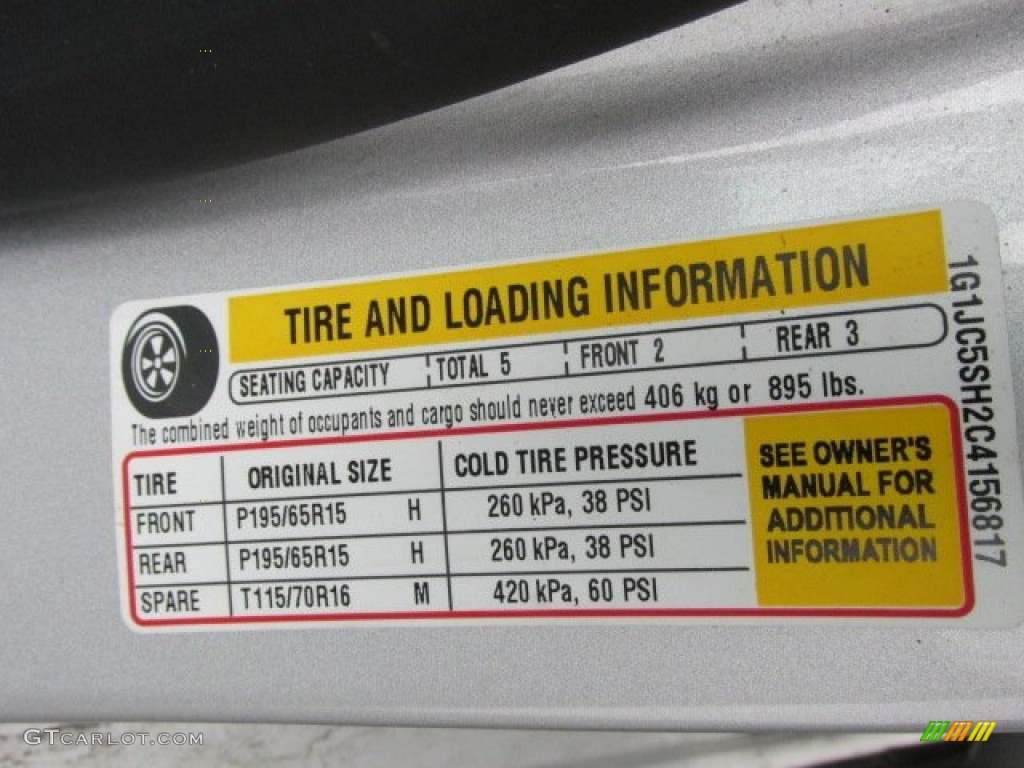 TIRE AND LOADING INFORMATION
SEATING CAPACITY TOTAL 5 FRONT 2 REAR 3
The combined weight of occupants and cargo should never exceed 406 kg or 895 lbs.
TIRE ORIGINAL SIZE COLD TIRE PRESSURE
FRONT P195/65R15 H 260 kPa, 38 PSI
REAR P195/65R15 H 260 kPa, 38 PSI
SPARE T115/70R16 M 420 kPa, 60 PSI
SEE OWNER'S
MANUAL FOR
ADDITIONAL
INFORMATION
1G1JC5SH2C4156817
GTCARLOT.COM